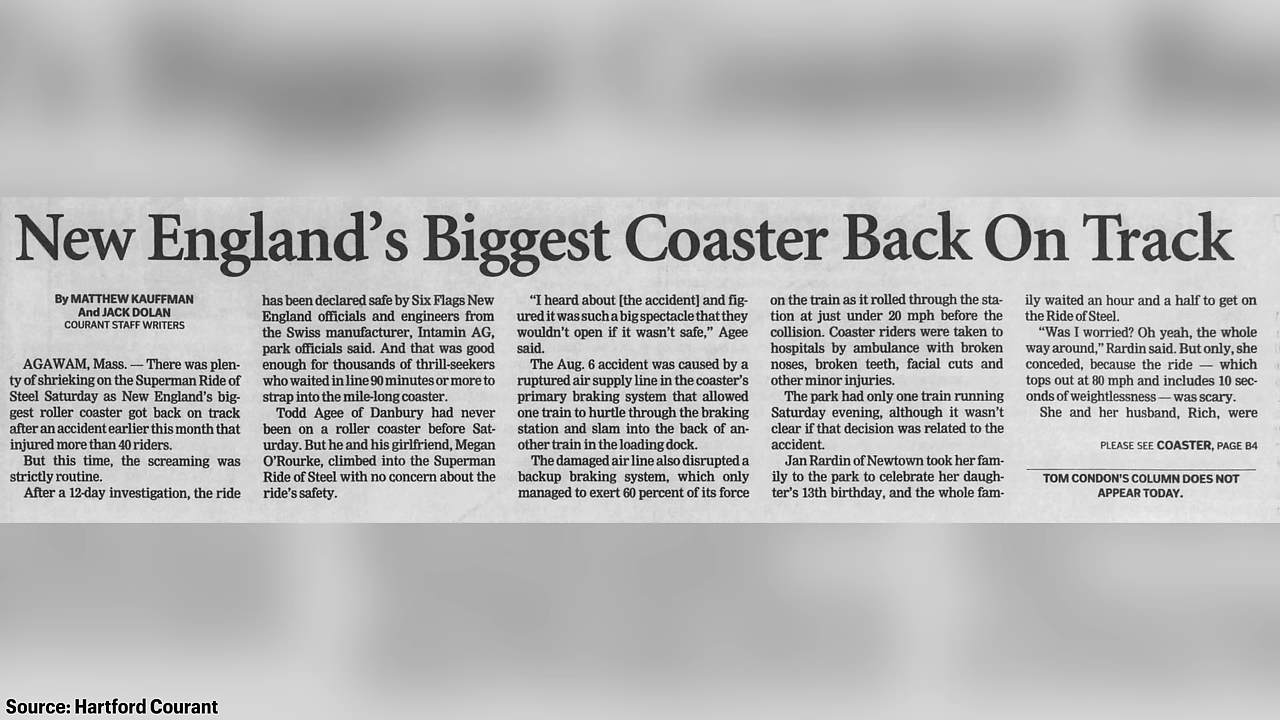 New England’s Biggest Coaster Back On Track
By MATTHEW KAUFFMAN
And JACK DOLAN
COURANT STAFF WRITERS
AGAWAM, Mass. — There was plen-
ty of shrieking on the Superman Ride of
Steel Saturday as New England’s big-
gest roller coaster got back on track
after an accident earlier this month that
injured more than 40 riders.
But this time, the screaming was
strictly routine.
After a 12-day investigation, the ride
has been declared safe by Six Flags New
England officials and engineers from
the Swiss manufacturer, Intamin AG,
park officials said. And that was good
enough for thousands of thrill-seekers
who waited in line 90 minutes or more to
strap into the mile-long coaster.
Todd Agee of Danbury had never
been on a roller coaster before Sat-
urday. But he and his girlfriend, Megan
O’Rourke, climbed into the Superman
Ride of Steel with no concern about the
ride’s safety.
“I heard about [the accident] and fig-
ured it was such a big spectacle that they
wouldn’t open if it wasn’t safe,” Agee
said.
The Aug. 6 accident was caused by a
ruptured air supply line in the coaster’s
primary braking system that allowed
one train to hurtle through the braking
station and slam into the back of an-
other train in the loading dock.
The damaged air line also disrupted a
backup braking system, which only
managed to exert 60 percent of its force
on the train as it rolled through the sta-
tion at just under 20 mph before the
collision. Coaster riders were taken to
hospitals by ambulance with broken
noses, broken teeth, facial cuts and
other minor injuries.
The park had only one train running
Saturday evening, although it wasn’t
clear if that decision was related to the
accident.
Jan Rardin of Newtown took her fam-
ily to the park to celebrate her daugh-
ter’s 13th birthday, and the whole fam-
ily waited an hour and a half to get on
the Ride of Steel.
“Was I worried? Oh yeah, the whole
way around,” Rardin said. But only, she
conceded, because the ride — which
tops out at 80 mph and includes 10 sec-
onds of weightlessness — was scary.
She and her husband, Rich, were
PLEASE SEE COASTER, PAGE B4
TOM CONDON’S COLUMN DOES NOT
APPEAR TODAY.
Source: Hartford Courant